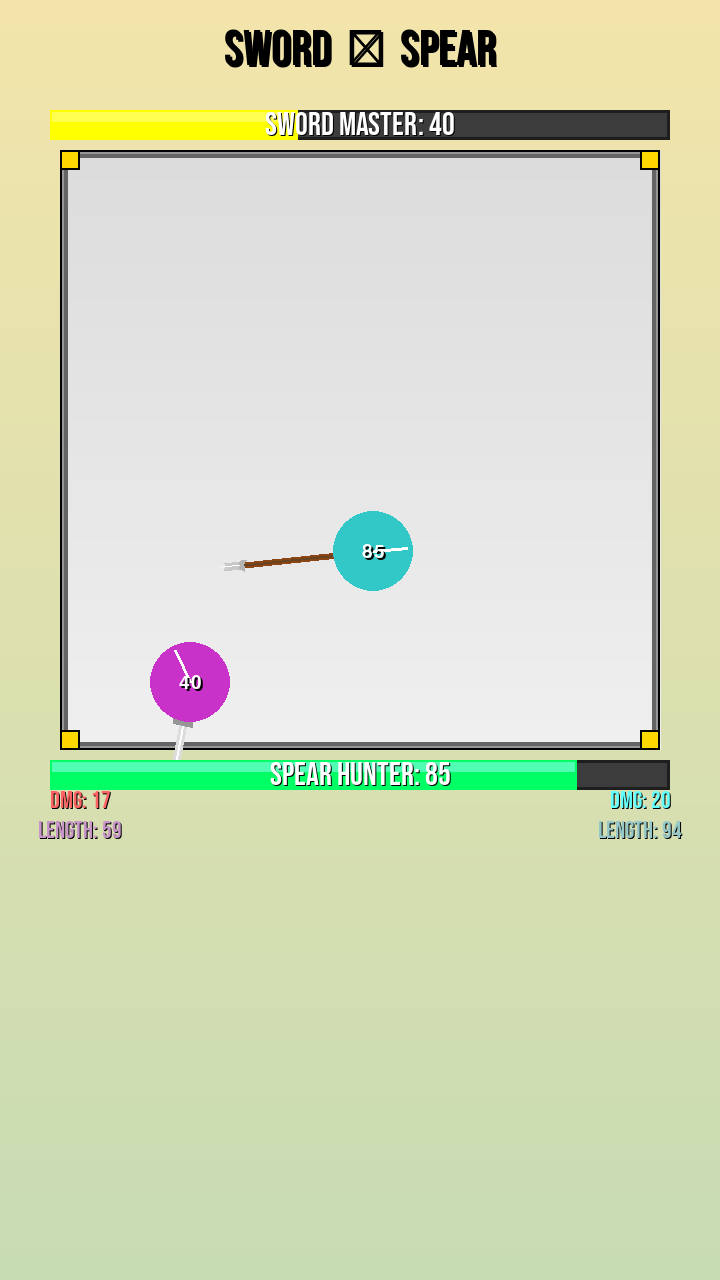 SWORD SPEAR
SWORD MASTER: 40
85
40
SPEAR HUNTER: 85
DMG: 17
DMG: 20
LENGTH: 59
LENGTH: 94